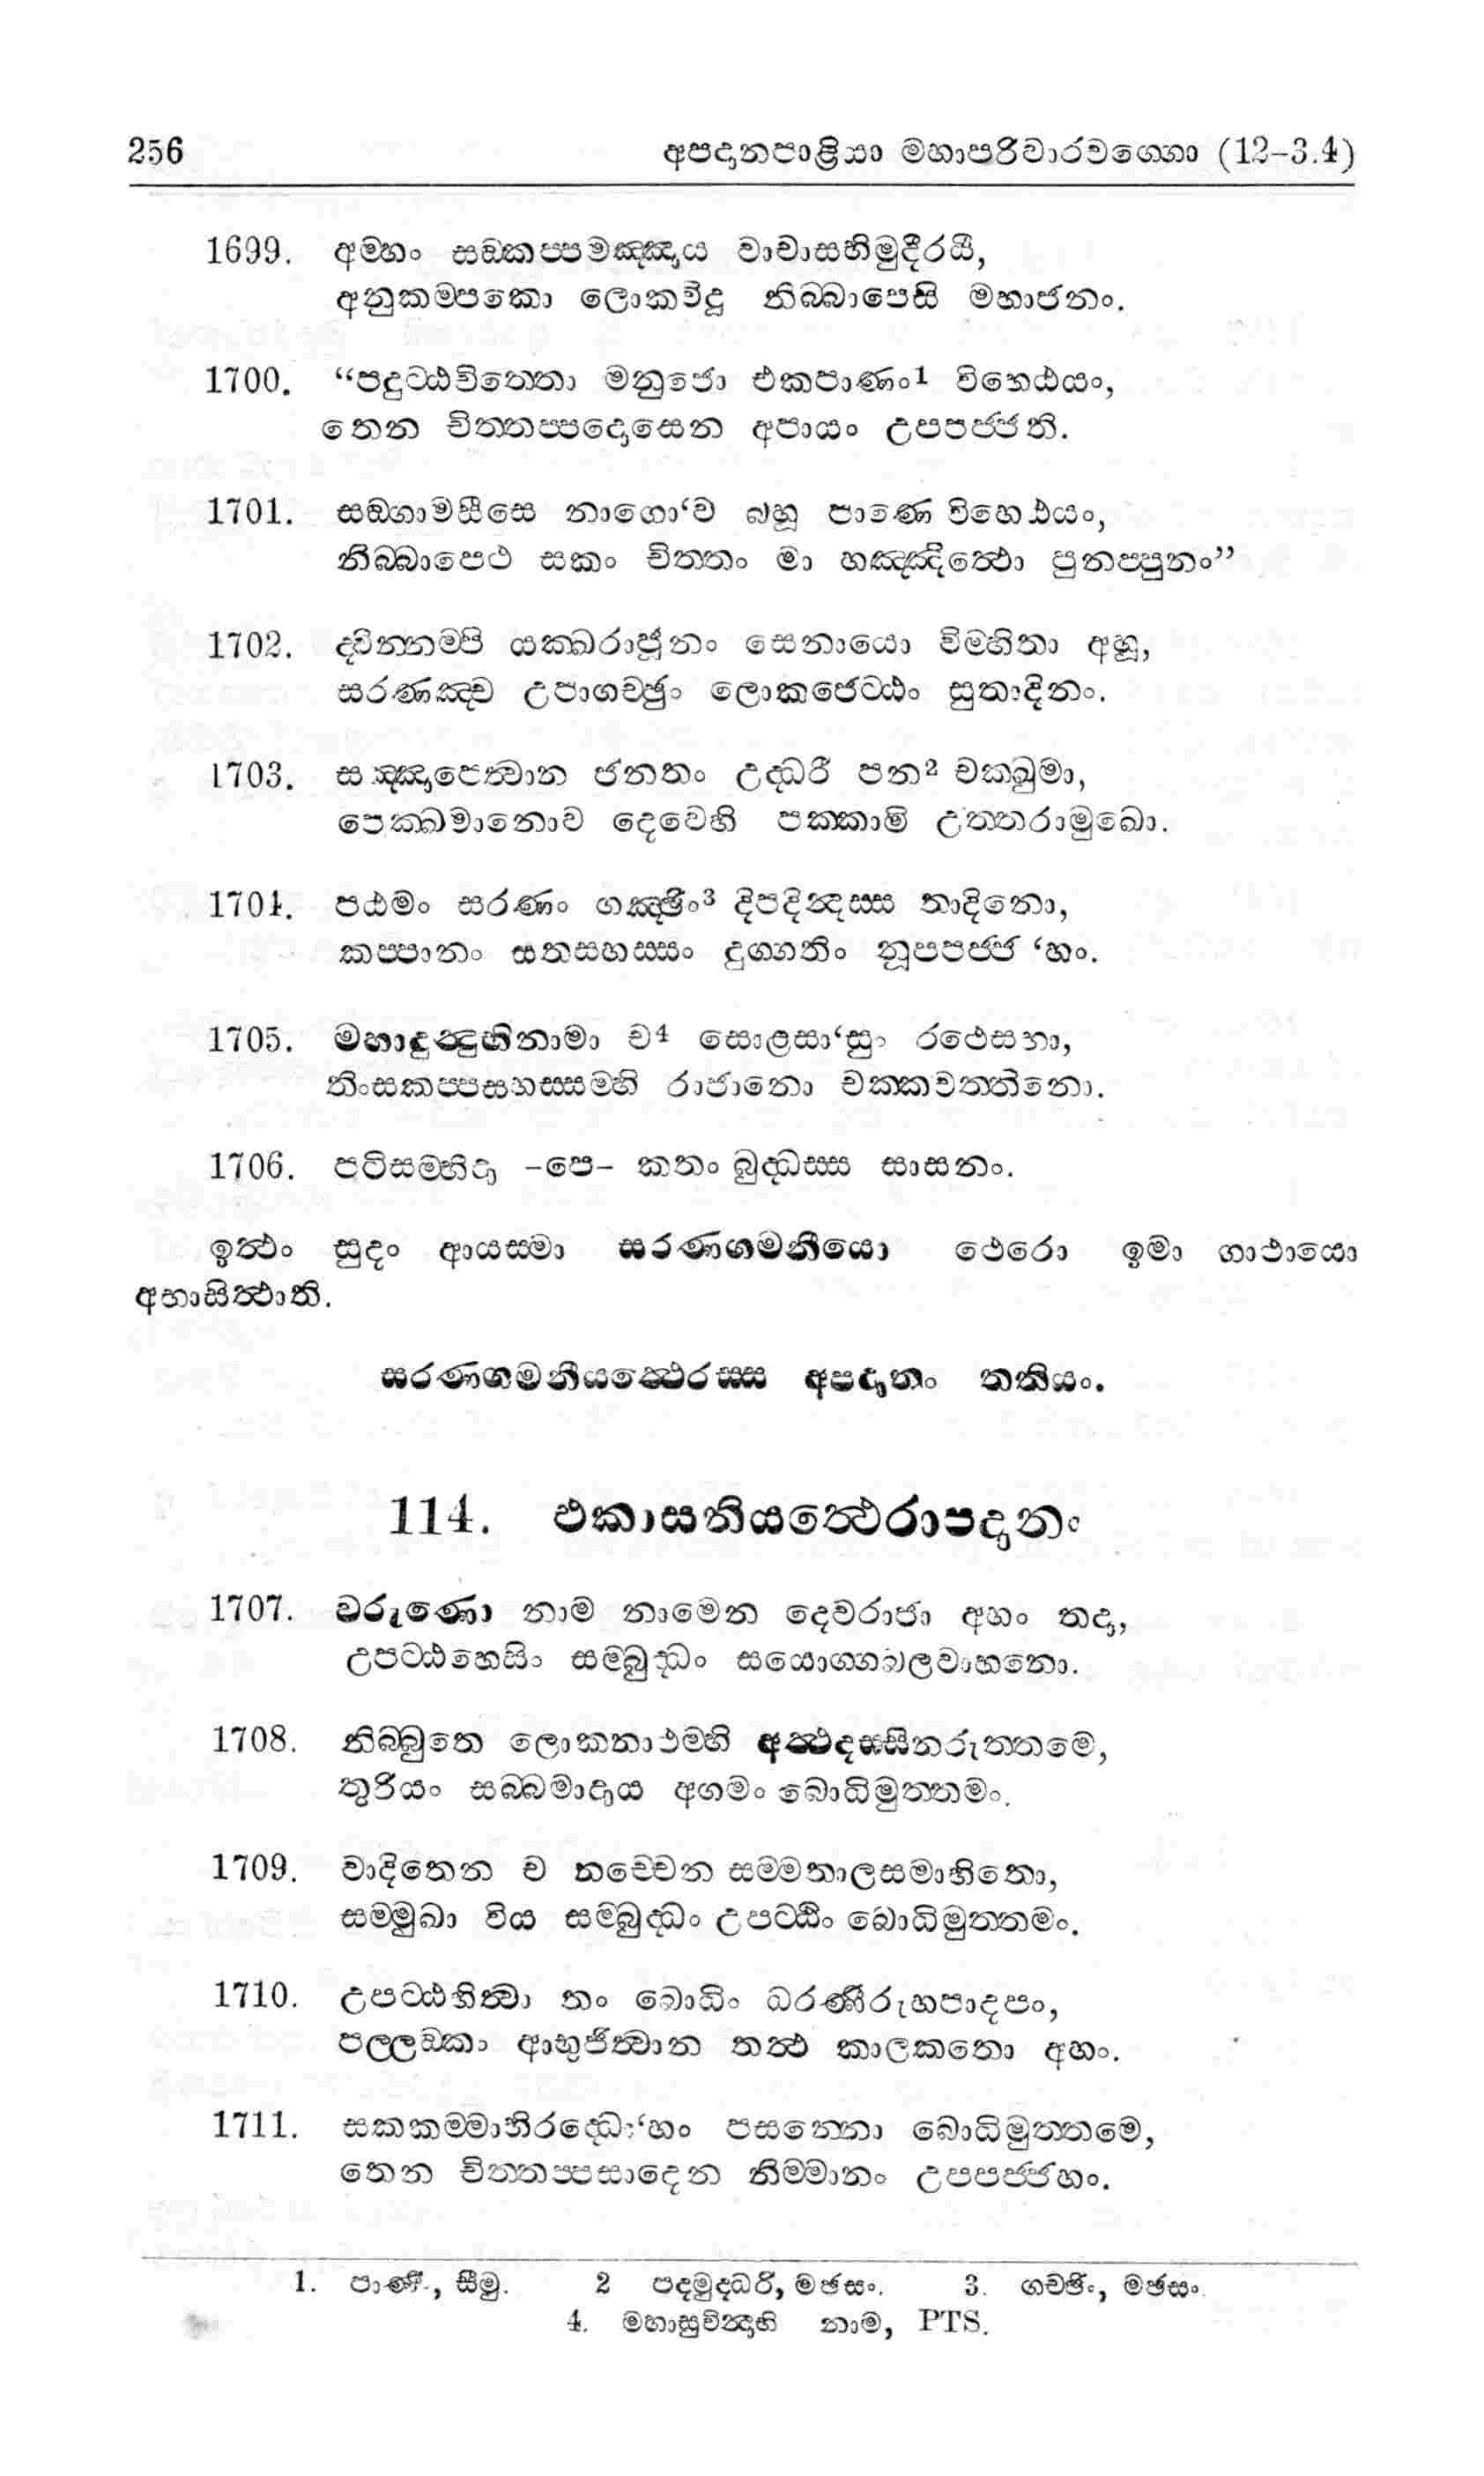 256 අපදානපාළියා මහාපරිවාරවග්ගො (12–3.4)
1699. අම්හං සඞ්කප්පමඤ්ඤාය වාචාසභිමුදීරයී,
අනුකම්පකො ලොකවිදූ නිබ්බාපෙසි මහාජනං.
1700. “පදුට්ඨචිත්තො මනුජො එකපාණං1 විහෙඨයං,
තෙන චිත්තප්පදොසෙන අපායං උපපජ්ජති.
1701. සඞ්ගාමසීසෙ නාගො‘ව බහූ පාණෙ විහෙඨයං,
නිබ්බාපෙථ සකං චිත්තං මා හඤ්ඤිත්ථො පුනප්පුනං”
1702. ද්වින්නම්පි යක්ඛරාජූනං සෙනායො විම්හිතා අහූ,
සරණඤ්ච උපාගච්ඡුං ලොකජෙට්ඨං සුතාදිනං.
1703. සඤ්ඤාපෙත්වාන ජනතං උද්ධරී පන2 චක්ඛුමා,
පෙක්ඛමානොව දෙවෙහි පක්කාමි උත්තරාමුඛො.
1704. පඨමං සරණං ගඤ්ඡිං3 දිපදින්දස්ස තාදිනො,
කප්පානං සතසහස්සං දුග්ගතිං නූපපජ්ජ ‘හං.
1705. මහාදුන්දුභිනාමා ච4 සොළසා‘සුං රථෙසභා,
තිංසකප්පසහස්සම්හි රාජානො චක්කවත්තිනො.
1706. පටිසම්භිදා –පෙ– කතං බුද්ධස්ස සාසනං.
ඉත්ථං සුදං ආයස්මා සරණගමනීයො ථෙරො ඉමා ගාථායො
අභාසිත්ථාති.
සරණගමනීයත්ථෙරස්ස අපදානං තතියං.
114. එකාසනියත්ථෙරාපදානං
1707. වරුණො නාම නාමෙන දෙවරාජා අහං තදා,
උපට්ඨහෙසිං සම්බුද්ධං සයොග්ගබලවාහනො.
1708. නිබ්බුතෙ ලොකනාථම්හි අත්ථදස්සීනරුත්තමෙ,
තුරියං සබ්බමාදාය අගමං බොධිමුත්තමං.
1709. වාදිතෙන ච නච්චෙන සම්මතාලසමාහිතො,
සම්මුඛා විය සම්බුද්ධං උපට්ඨිං බොධිමුත්තමං.
1710. උපට්ඨහිත්වා තං බොධිං ධරණීරුහපාදපං,
පල්ලඞ්කං ආභුජිත්වාන තත්ථ කාලකතො අහං.
1711. සකකම්මාභිරද්ධො‘හං පසන්නො බොධිමුත්තමෙ,
තෙන චිත්තප්පසාදෙන නිම්මානං උපපජ්ජහං.
1. පාණී, සීමු. 2 පදමුද්ධරි, මඡසං. 3. ගච්ඡිං, මඡසං.
4. මහාසුචින්දාභි නාම, PTS.